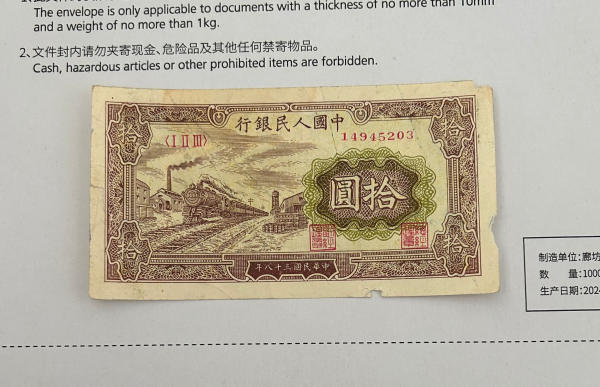 The envelope is only applicable to documents with a thickness of no more than 10mm
and a weight of no more than 1kg.
2、文件封内请勿夹寄现金、危险品及其他任何禁寄物品。
Cash, hazardous articles or other prohibited items are forbidden.
拾
中國人民銀行
拾
〈I II III〉
14945203
拾圓
拾
中華民國三十八年
拾
制造单位:廊坊
数 量:1000
生产日期:202